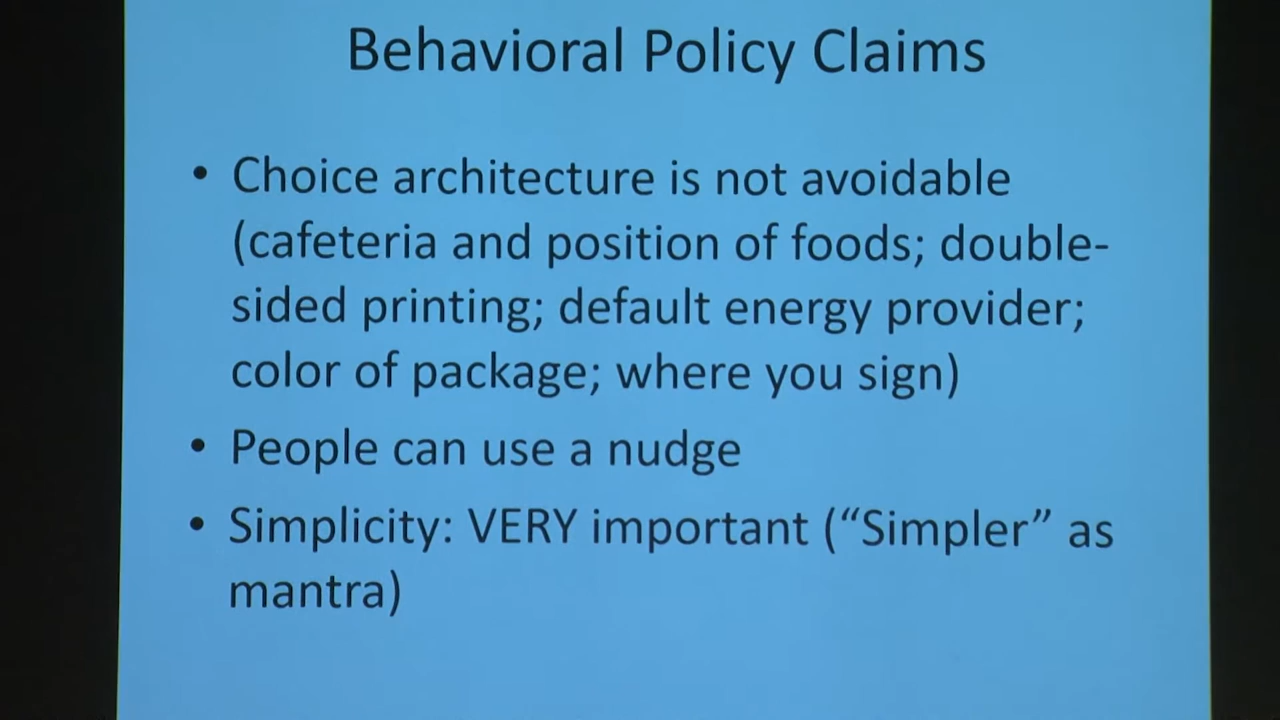 Behavioral Policy Claims
• Choice architecture is not avoidable
(cafeteria and position of foods; double-
sided printing; default energy provider;
color of package; where you sign)
• People can use a nudge
• Simplicity: VERY important (“Simpler” as
mantra)